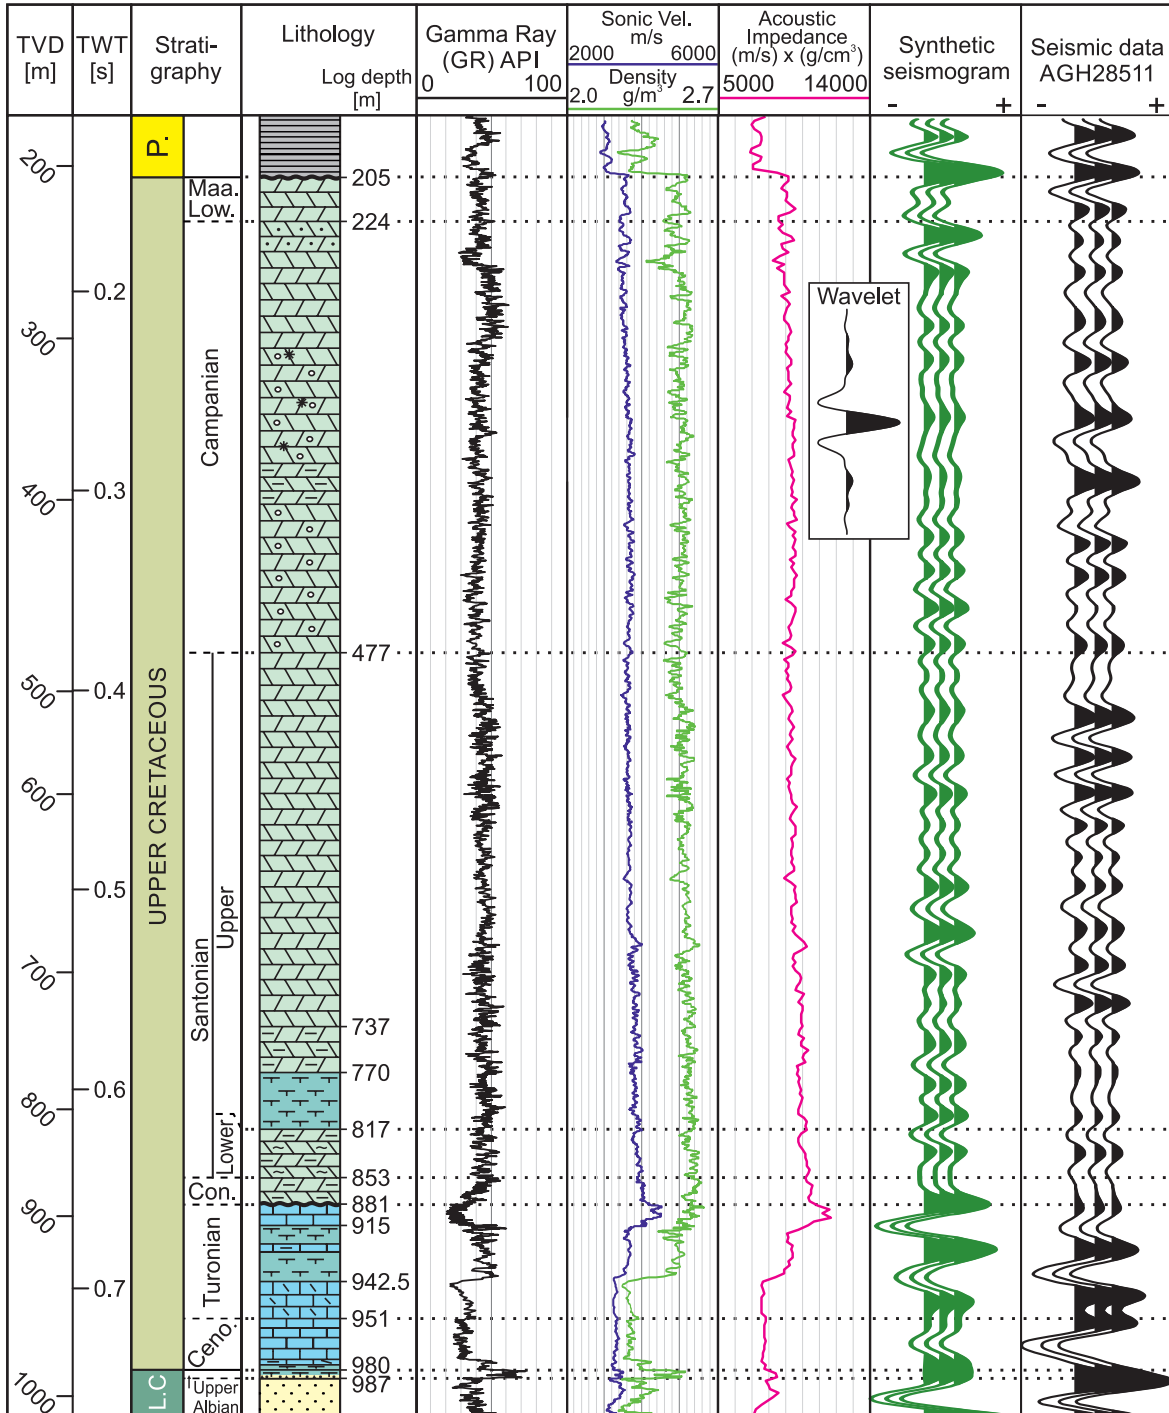 TVD
[m]
TWT
[s]
Strati-
graphy
Lithology
Log depth
[m]
Gamma Ray
(GR) API
0 100
Sonic Vel.
m/s
2000 6000
Density
g/m³
2.0 2.7
Acoustic
Impedance
(m/s) x (g/cm³)
5000 14000
Synthetic
seismogram
- +
Seismic data
AGH28511
- +
200
300
400
500
600
700
800
900
1000
0.2
0.3
0.4
0.5
0.6
0.7
P.
UPPER CRETACEOUS
L.C
Maa.
Low.
Campanian
Santonian
Upper
Lower
Con.
Turonian
Ceno.
Upper
Albian
205
224
477
737
770
817
853
881
915
942.5
951
980
987
Wavelet